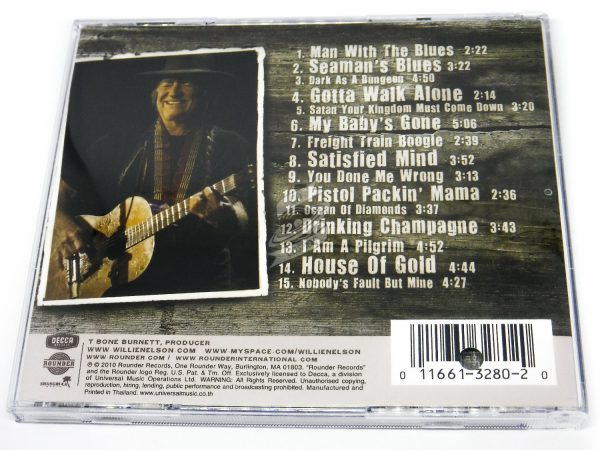 1. Man With The Blues 2:22
2. Seaman's Blues 3:22
3. Dark As A Dungeon 4:50
4. Gotta Walk Alone 2:14
5. Satan Your Kingdom Must Come Down 3:20
6. My Baby's Gone 5:06
7. Freight Train Boogie 2:39
8. Satisfied Mind 3:52
9. You Done Me Wrong 3:13
10. Pistol Packin' Mama 2:36
11. Ocean Of Diamonds 3:37
12. Drinking Champagne 3:43
13. I Am A Pilgrim 4:52
14. House Of Gold 4:44
15. Nobody's Fault But Mine 4:27
DECCA
ROUNDER
T BONE BURNETT, PRODUCER
WWW.WILLIENELSON.COM WWW.MYSPACE.COM/WILLIENELSON
WWW.ROUNDER.COM / WWW.ROUNDERINTERNATIONAL.COM
℗ © 2010 Rounder Records, One Rounder Way, Burlington, MA 01803. "Rounder Records"
and the Rounder logo Reg. U.S. Pat. & Tm. Off. Exclusively licensed to Decca, a division
of Universal Music Operations Ltd. WARNING: All Rights Reserved. Unauthorised copying,
reproduction, hiring, lending, public performance and broadcasting prohibited. Manufactured and
Printed in Thailand. www.universalmusic.co.th
0 11661-3280-2 0